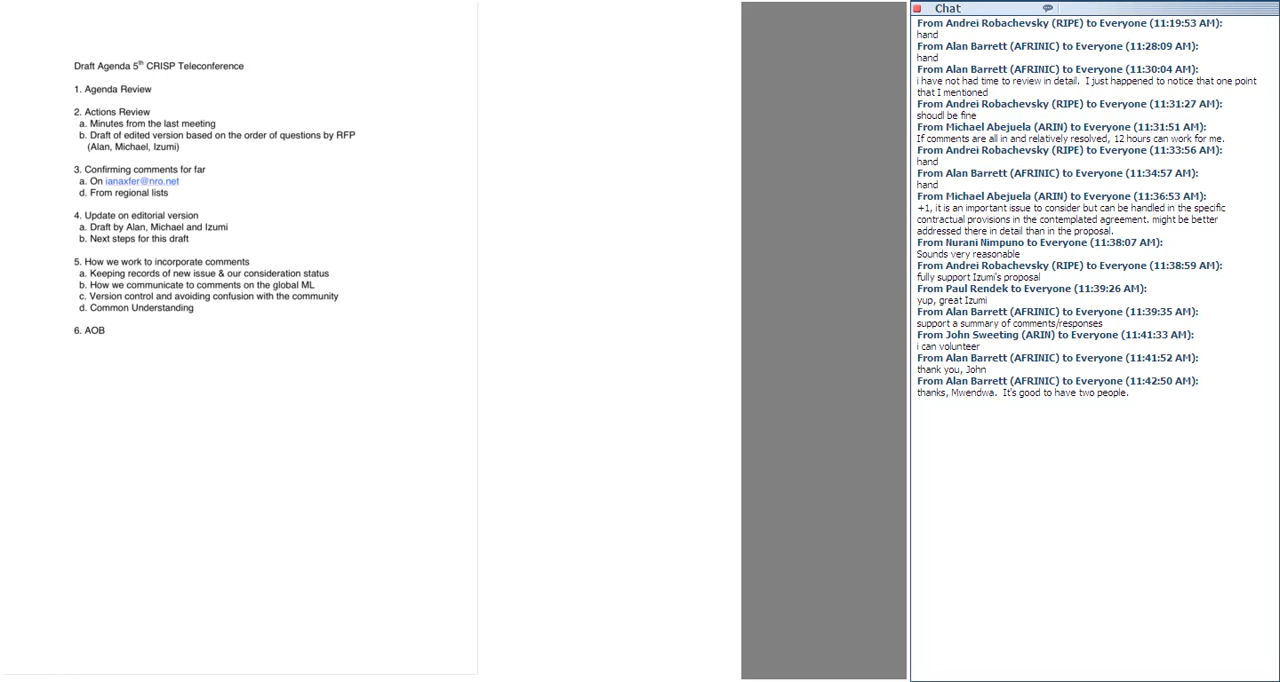 Draft Agenda 5th CRISP Teleconference
1. Agenda Review
2. Actions Review
a. Minutes from the last meeting
b. Draft of edited version based on the order of questions by RFP
(Alan, Michael, Izumi)
3. Confirming comments for far
a. On ianaxfer@nro.net
d. From regional lists
4. Update on editorial version
a. Draft by Alan, Michael and Izumi
b. Next steps for this draft
5. How we work to incorporate comments
a. Keeping records of new issue & our consideration status
b. How we communicate to comments on the global ML
c. Version control and avoiding confusion with the community
d. Common Understanding
6. AOB
Chat
From Andrei Robachevsky (RIPE) to Everyone (11:19:53 AM):
hand
From Alan Barrett (AFRINIC) to Everyone (11:28:09 AM):
hand
From Alan Barrett (AFRINIC) to Everyone (11:30:04 AM):
i have not had time to review in detail.  I just happened to notice that one point
that I mentioned
From Andrei Robachevsky (RIPE) to Everyone (11:31:27 AM):
shoudl be fine
From Michael Abejuela (ARIN) to Everyone (11:31:51 AM):
If comments are all in and relatively resolved, 12 hours can work for me.
From Andrei Robachevsky (RIPE) to Everyone (11:33:56 AM):
hand
From Alan Barrett (AFRINIC) to Everyone (11:34:57 AM):
hand
From Michael Abejuela (ARIN) to Everyone (11:36:53 AM):
+1, it is an important issue to consider but can be handled in the specific
contractual provisions in the contemplated agreement. might be better
addressed there in detail than in the proposal.
From Nurani Nimpuno to Everyone (11:38:07 AM):
Sounds very reasonable
From Andrei Robachevsky (RIPE) to Everyone (11:38:59 AM):
fully support Izumi's proposal
From Paul Rendek to Everyone (11:39:26 AM):
yup, great Izumi
From Alan Barrett (AFRINIC) to Everyone (11:39:35 AM):
support a summary of comments/responses
From John Sweeting (ARIN) to Everyone (11:41:33 AM):
i can volunteer
From Alan Barrett (AFRINIC) to Everyone (11:41:52 AM):
thank you, John
From Alan Barrett (AFRINIC) to Everyone (11:42:50 AM):
thanks, Mwendwa.  It's good to have two people.